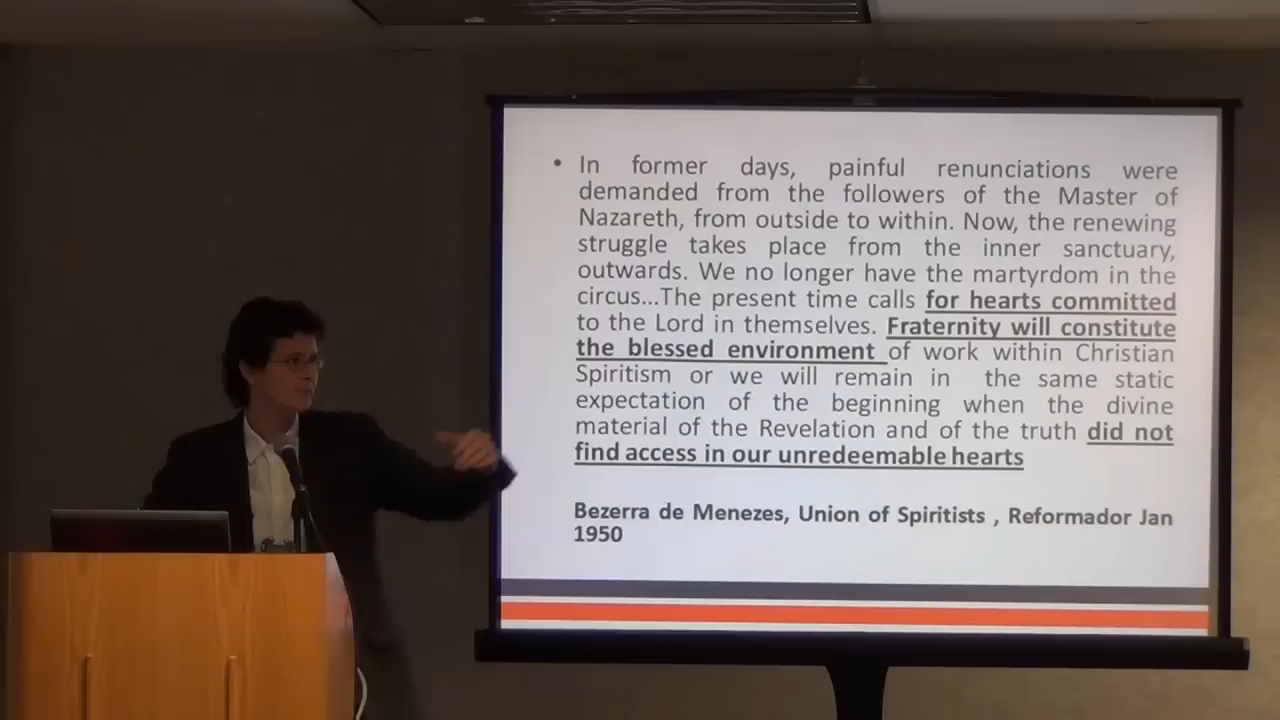 • In former days, painful renunciations were
demanded from the followers of the Master of
Nazareth, from outside to within. Now, the renewing
struggle takes place from the inner sanctuary,
outwards. We no longer have the martyrdom in the
circus...The present time calls for hearts committed
to the Lord in themselves. Fraternity will constitute
the blessed environment of work within Christian
Spiritism or we will remain in the same static
expectation of the beginning when the divine
material of the Revelation and of the truth did not
find access in our unredeemable hearts
Bezerra de Menezes, Union of Spiritists , Reformador Jan
1950